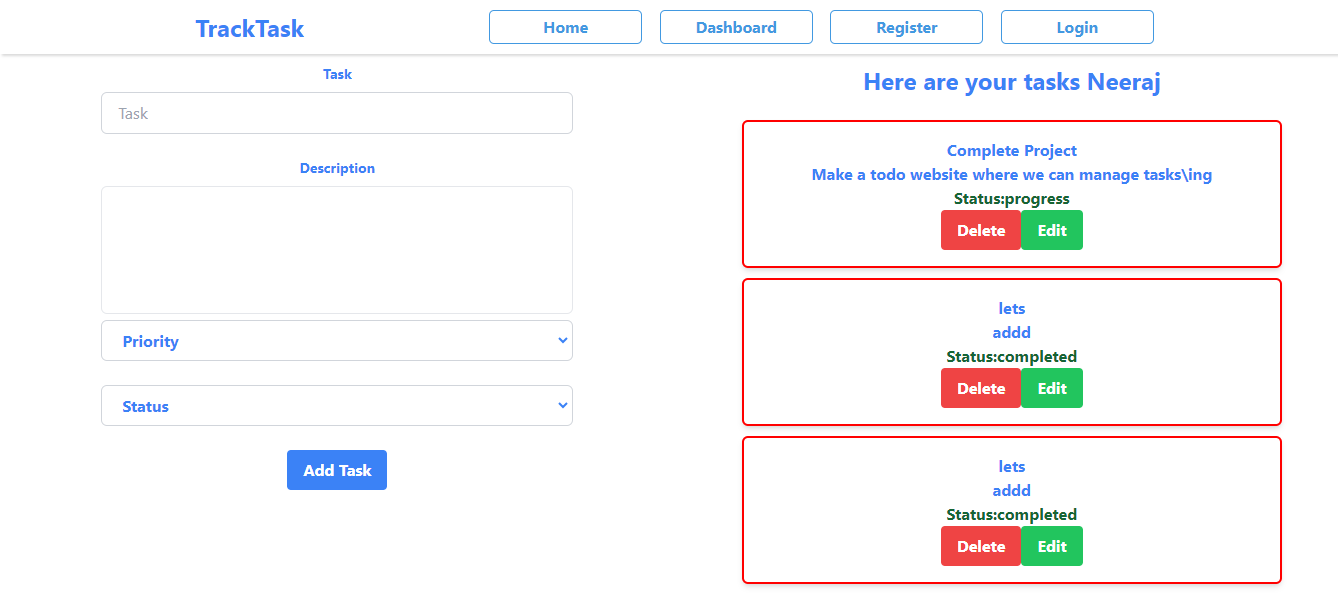 TrackTask
Home
Dashboard
Register
Login
Task
Task
Description
Priority
Status
Add Task
Here are your tasks Neeraj
Complete Project
Make a todo website where we can manage tasks\ing
Status:progress
Delete
Edit
lets
addd
Status:completed
Delete
Edit
lets
addd
Status:completed
Delete
Edit